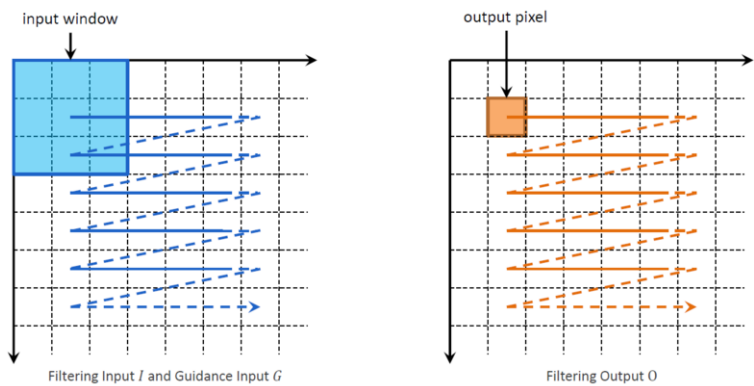 input window
output pixel
Filtering Input I and Guidance Input G
Filtering Output O